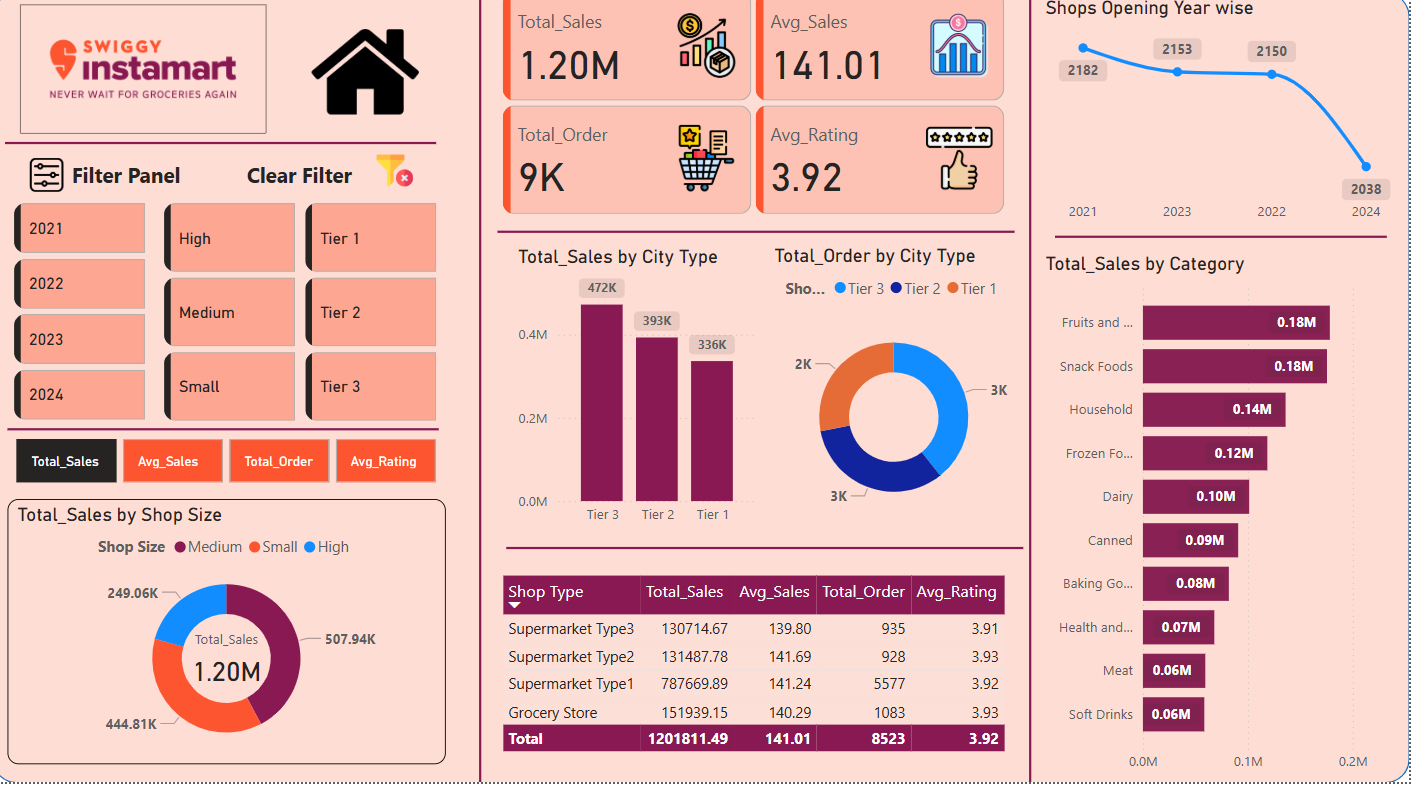 SWIGGY
instamart
NEVER WAIT FOR GROCERIES AGAIN
Filter Panel
Clear Filter
2021
2022
2023
2024
High
Medium
Small
Tier 1
Tier 2
Tier 3
Total_Sales
Avg_Sales
Total_Order
Avg_Rating
Total_Sales by Shop Size
Shop Size Medium Small High
249.06K
507.94K
444.81K
Total_Sales
1.20M
Total_Sales
1.20M
Avg_Sales
141.01
Total_Order
9K
Avg_Rating
3.92
Total_Sales by City Type
472K
393K
336K
0.4M
0.2M
0.0M
Tier 3 Tier 2 Tier 1
Total_Order by City Type
Sho... Tier 3 Tier 2 Tier 1
2K
3K
3K
Shop Type Total_Sales Avg_Sales Total_Order Avg_Rating
Supermarket Type3 130714.67 139.80 935 3.91
Supermarket Type2 131487.78 141.69 928 3.93
Supermarket Type1 787669.89 141.24 5577 3.92
Grocery Store 151939.15 140.29 1083 3.93
Total 1201811.49 141.01 8523 3.92
Shops Opening Year wise
2182
2153
2150
2038
2021 2023 2022 2024
Total_Sales by Category
Fruits and ... 0.18M
Snack Foods 0.18M
Household 0.14M
Frozen Fo... 0.12M
Dairy 0.10M
Canned 0.09M
Baking Go... 0.08M
Health and... 0.07M
Meat 0.06M
Soft Drinks 0.06M
0.0M 0.1M 0.2M